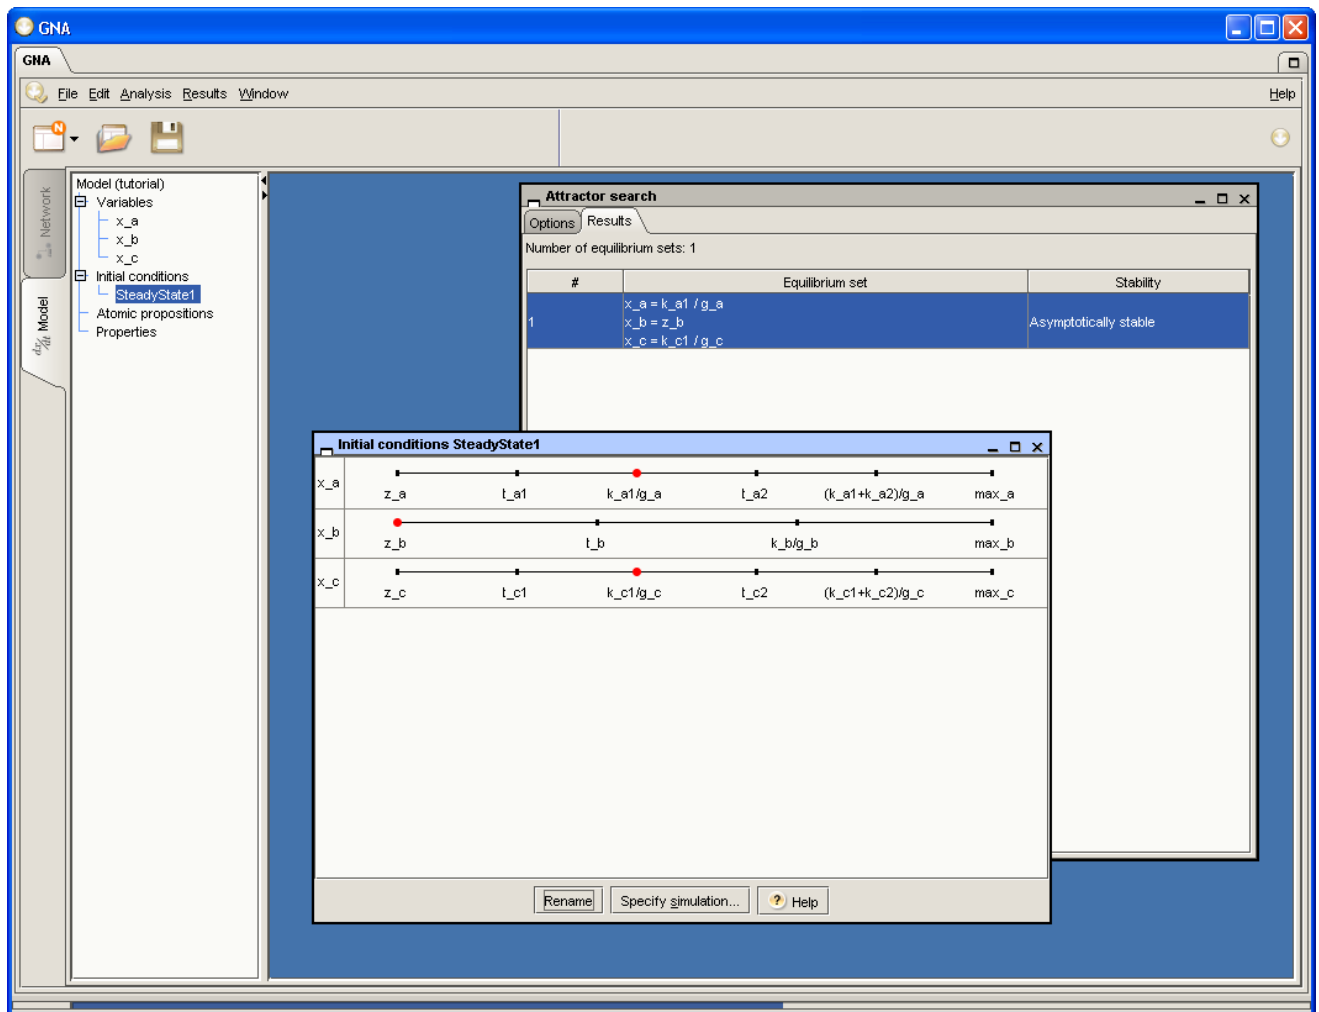 GNA
GNA
File Edit Analysis Results Window Help
N
Network
dx/dt Model
Model (tutorial)
Variables
x_a
x_b
x_c
Initial conditions
SteadyState1
Atomic propositions
Properties
Attractor search
Options Results
Number of equilibrium sets: 1
# Equilibrium set Stability
x_a = k_a1 / g_a
1 x_b = z_b Asymptotically stable
x_c = k_c1 / g_c
Initial conditions SteadyState1
x_a
z_a t_a1 k_a1/g_a t_a2 (k_a1+k_a2)/g_a max_a
x_b
z_b t_b k_b/g_b max_b
x_c
z_c t_c1 k_c1/g_c t_c2 (k_c1+k_c2)/g_c max_c
Rename Specify simulation... ? Help